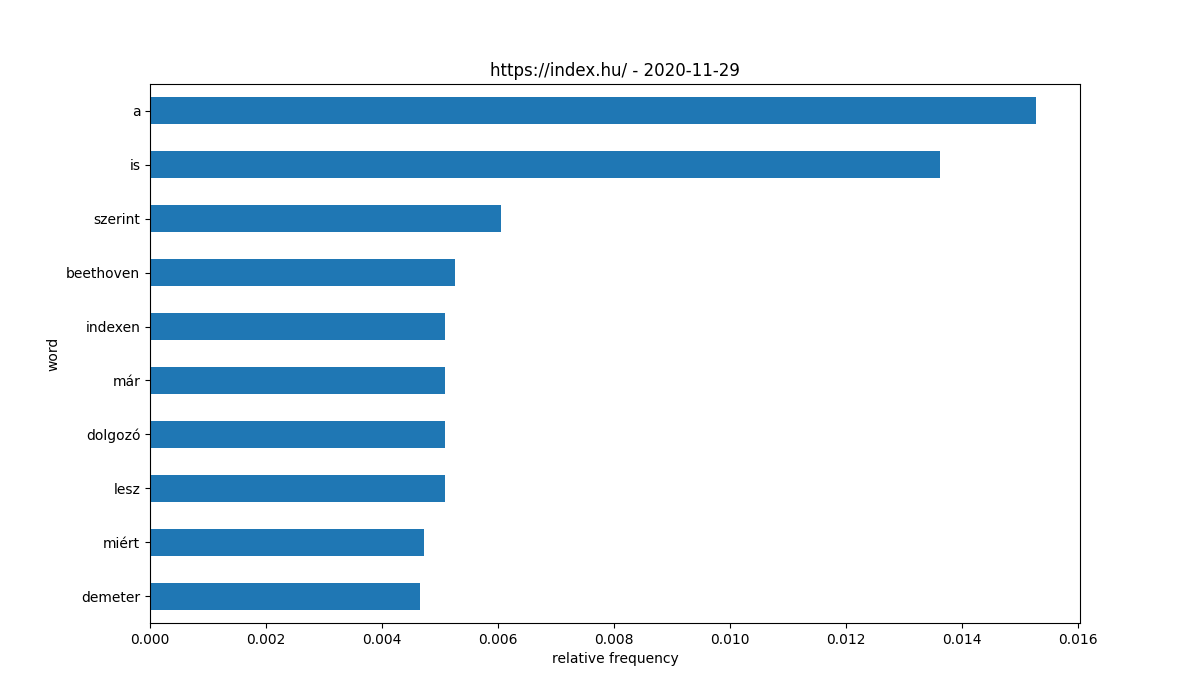 https://index.hu/ - 2020-11-29
a
is
szerint
beethoven
indexen
már
dolgozó
lesz
miért
demeter
word
0.000 0.002 0.004 0.006 0.008 0.010 0.012 0.014 0.016
relative frequency